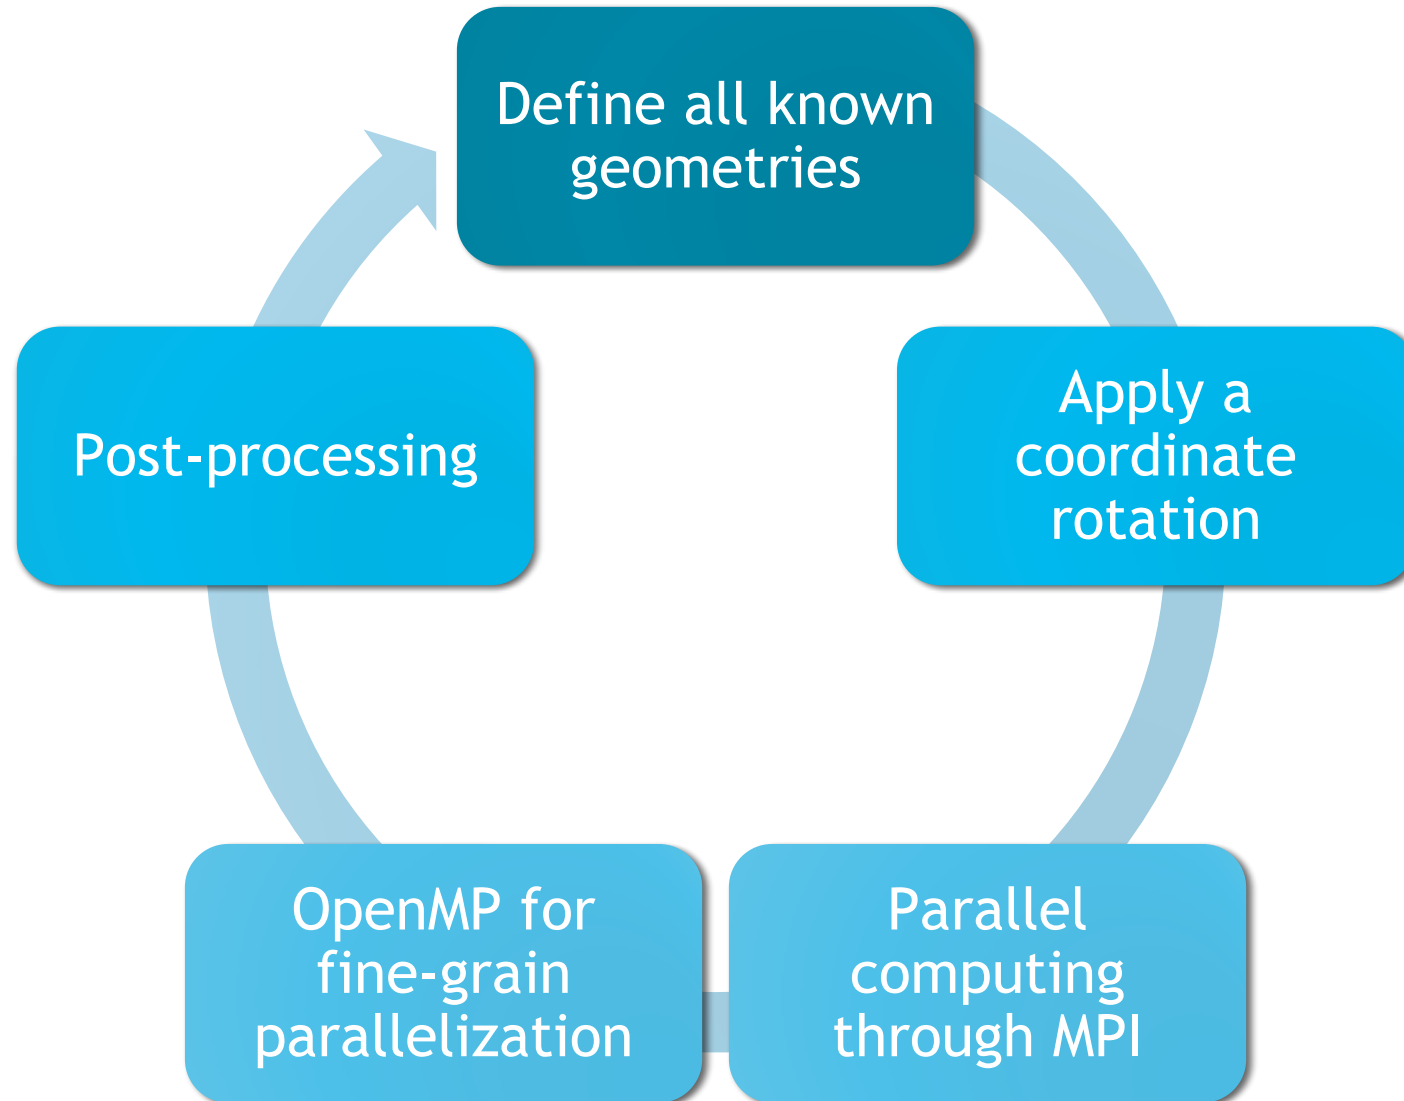 Define all known
geometries
Apply a
coordinate
rotation
Parallel
computing
through MPI
OpenMP for
fine-grain
parallelization
Post-processing